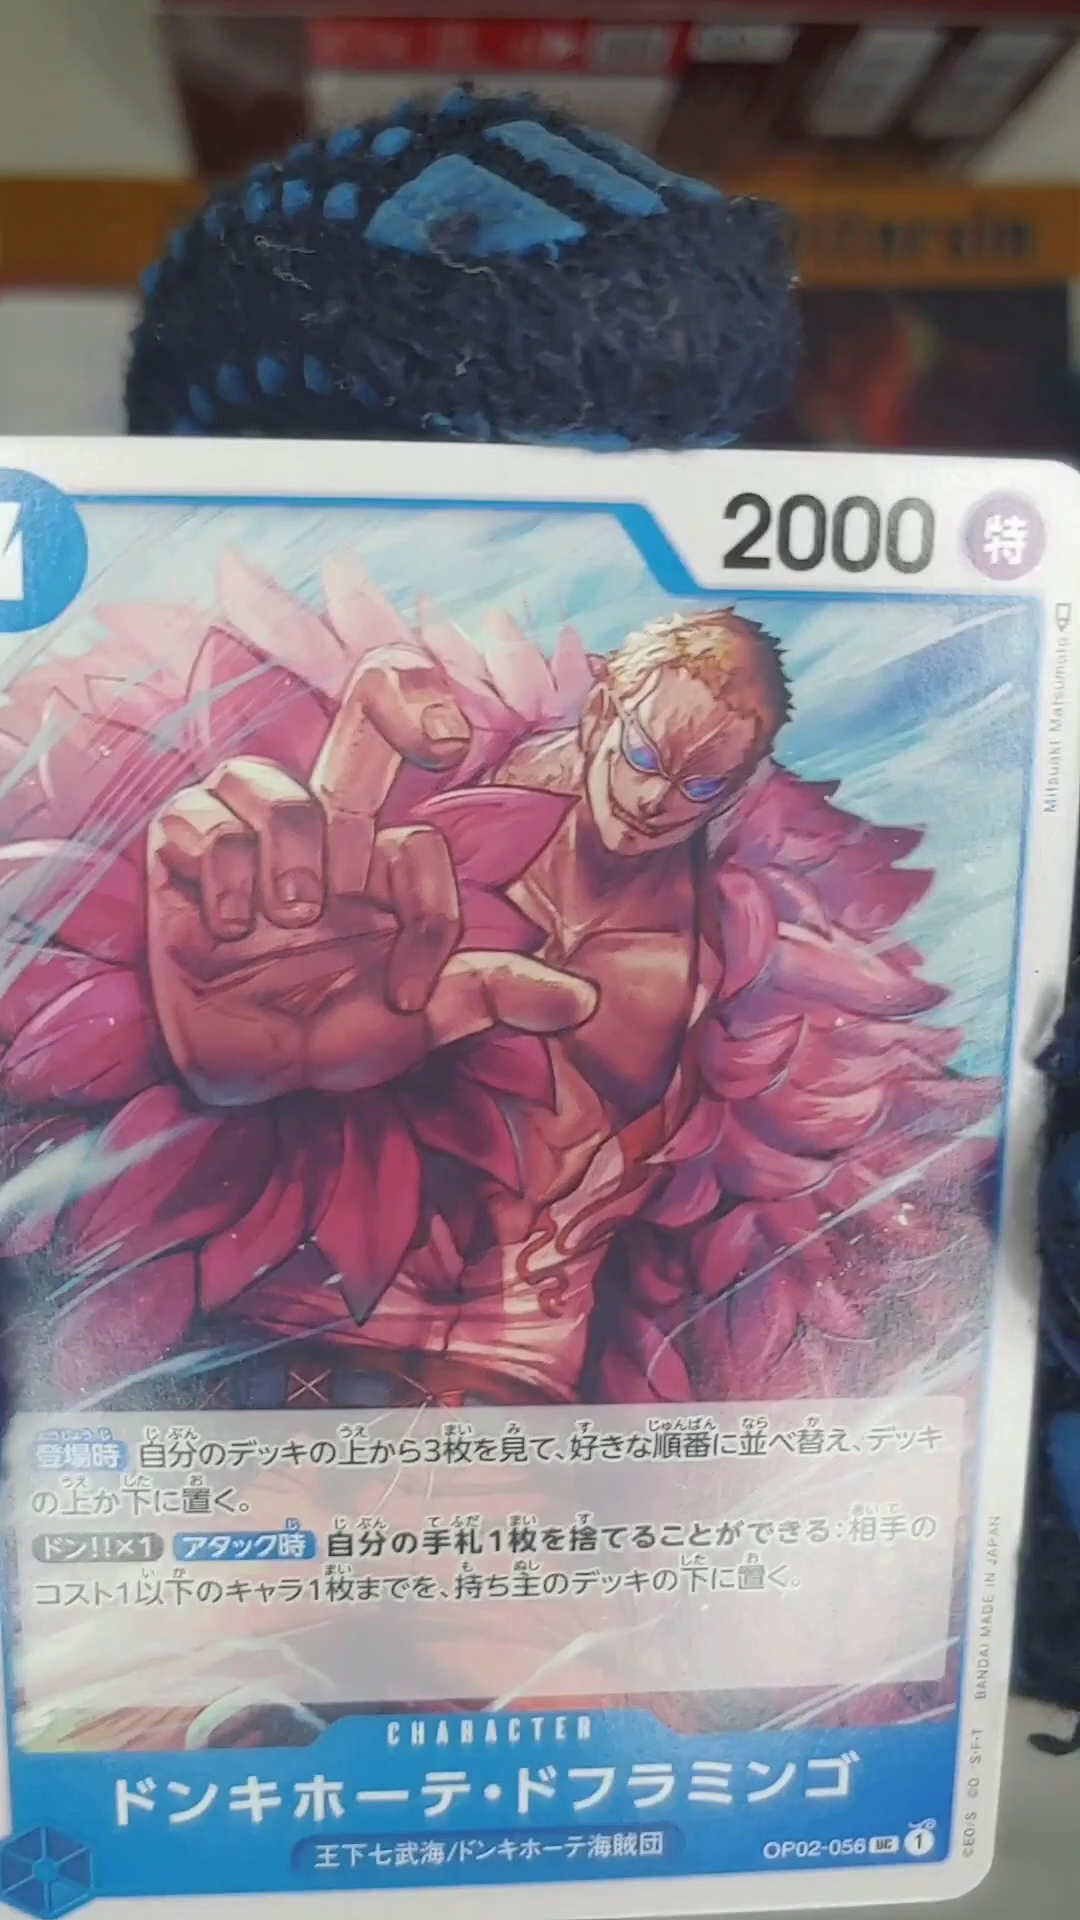 2000
特
Mitsuaki Matsumoto
登場時 自分のデッキの上から3枚を見て、好きな順番に並べ替え、デッキ
の上か下に置く。
ドン!!×1 アタック時 自分の手札1枚を捨てることができる:相手の
コスト1以下のキャラ1枚までを、持ち主のデッキの下に置く。
CHARACTER
ドンキホーテ・ドフラミンゴ
王下七武海/ドンキホーテ海賊団
OP02-056 UC 1
©EO/S ©O/S・F・T BANDAI MADE IN JAPAN